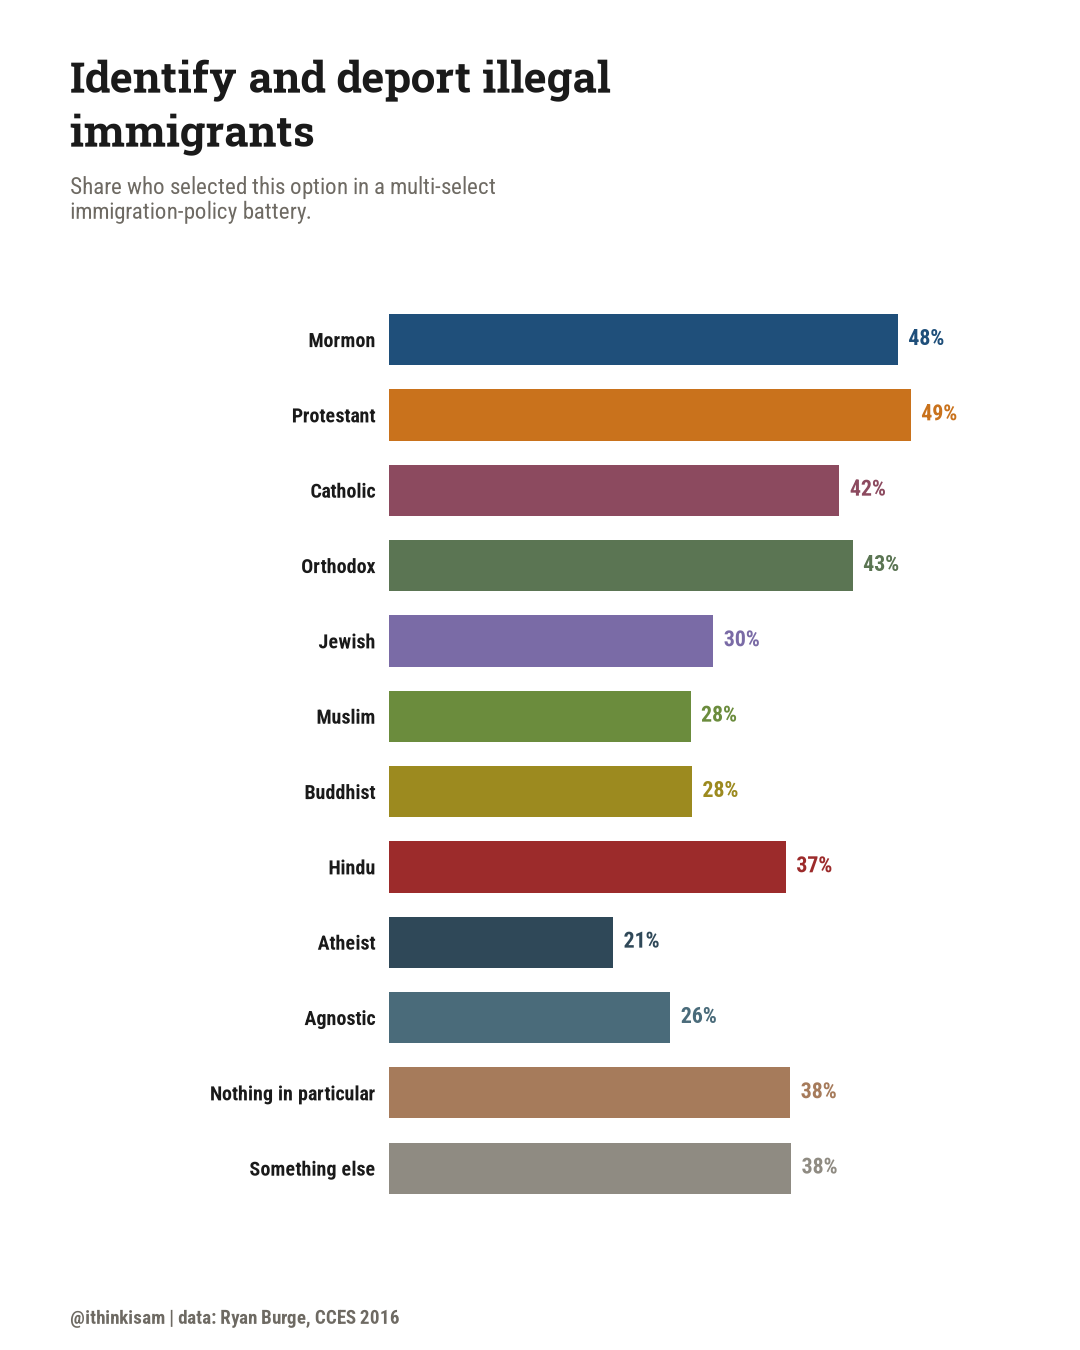 Identify and deport illegal
immigrants
Share who selected this option in a multi-select
immigration-policy battery.
Mormon 48%
Protestant 49%
Catholic 42%
Orthodox 43%
Jewish 30%
Muslim 28%
Buddhist 28%
Hindu 37%
Atheist 21%
Agnostic 26%
Nothing in particular 38%
Something else 38%
@ithinkisam | data: Ryan Burge, CCES 2016